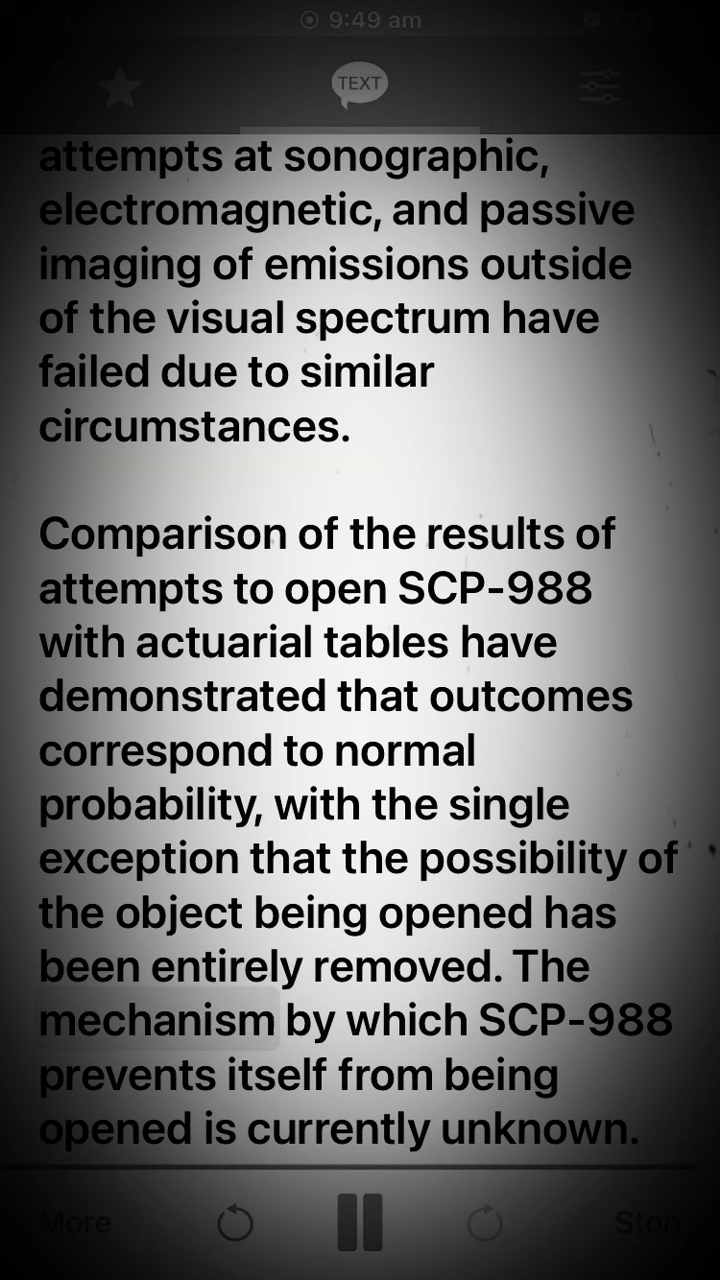 9:49 am
TEXT
attempts at sonographic,
electromagnetic, and passive
imaging of emissions outside
of the visual spectrum have
failed due to similar
circumstances.
Comparison of the results of
attempts to open SCP-988
with actuarial tables have
demonstrated that outcomes
correspond to normal
probability, with the single
exception that the possibility of
the object being opened has
been entirely removed. The
mechanism by which SCP-988
prevents itself from being
opened is currently unknown.
More
Stop